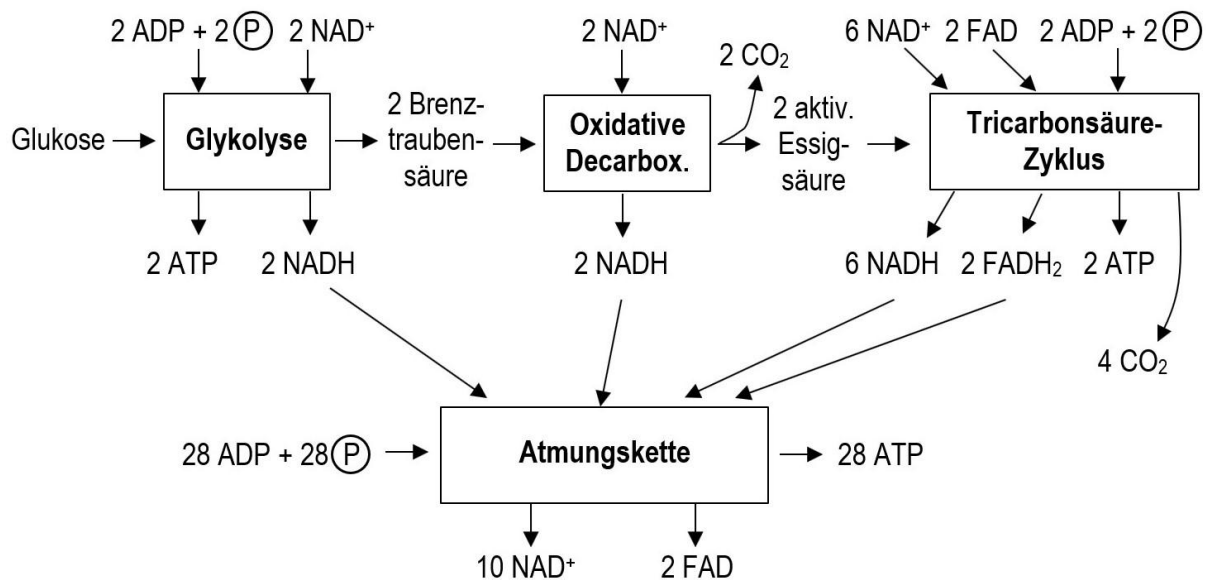 2 ADP + 2 Ⓟ 2 NAD⁺
2 NAD⁺
6 NAD⁺ 2 FAD 2 ADP + 2 Ⓟ
2 CO₂
Glukose
Glykolyse
2 Brenz-
trauben-
säure
Oxidative
Decarbox.
2 aktiv.
Essig-
säure
Tricarbonsäure-
Zyklus
2 ATP 2 NADH
2 NADH
6 NADH 2 FADH₂ 2 ATP
4 CO₂
28 ADP + 28 Ⓟ
Atmungskette
28 ATP
10 NAD⁺
2 FAD